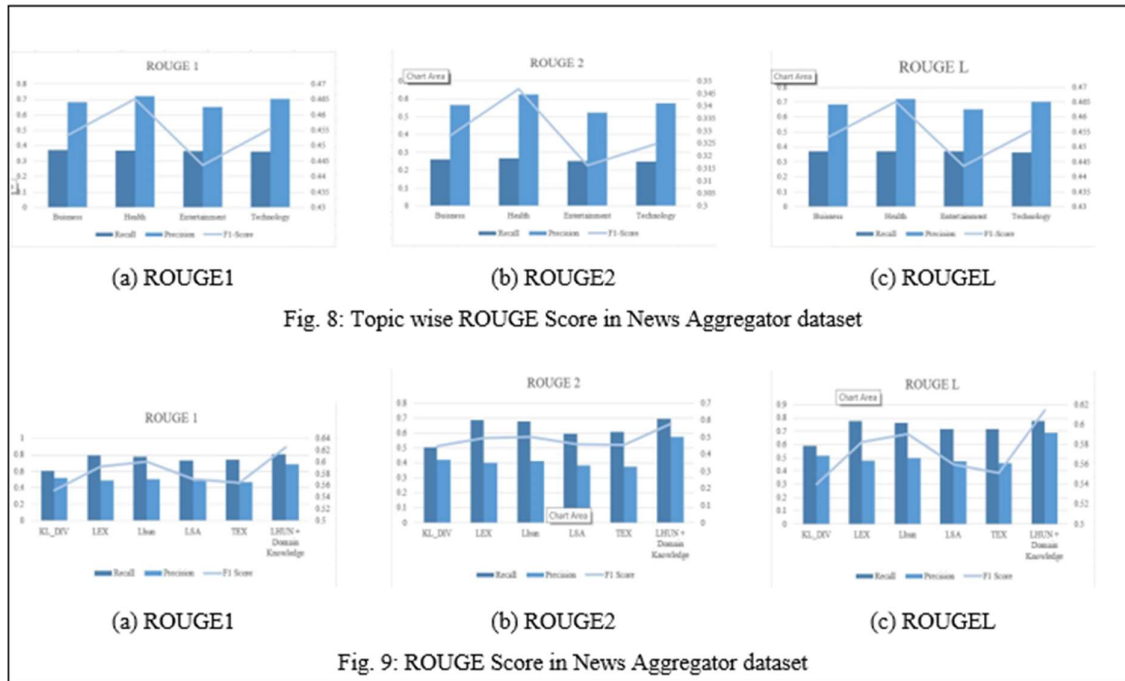 ROUGE 1
0.8
0.7
0.6
0.5
0.4
0.3
0.2
0.1
0
0.47
0.465
0.46
0.455
0.45
0.445
0.44
0.435
0.43
Business Health Entertainment Technology
Recall Precision F1-Score
(a) ROUGE1
ROUGE 2
Chart Area
0.6
0.5
0.4
0.3
0.2
0.1
0
0.35
0.345
0.34
0.335
0.33
0.325
0.32
0.315
0.31
0.305
0.3
Business Health Entertainment Technology
Recall Precision F1-Score
(b) ROUGE2
ROUGE L
Chart Area
0.8
0.7
0.6
0.5
0.4
0.3
0.2
0.1
0
0.47
0.465
0.46
0.455
0.45
0.445
0.44
0.435
0.43
Business Health Entertainment Technology
Recall Precision F1-Score
(c) ROUGEL
Fig. 8: Topic wise ROUGE Score in News Aggregator dataset
ROUGE 1
1
0.8
0.6
0.4
0.2
0
0.64
0.62
0.6
0.58
0.56
0.54
0.52
0.5
KL_DIV LEX Lhun LSA TEX LHUN +
Domain
Knowledge
Recall Precision F1 Score
(a) ROUGE1
ROUGE 2
0.8
0.7
0.6
0.5
0.4
0.3
0.2
0.1
0
0.7
0.6
0.5
0.4
0.3
0.2
0.1
0
Chart Area
KL_DIV LEX Lhun LSA TEX LHUN +
Domain
Knowledge
Recall Precision F1 Score
(b) ROUGE2
ROUGE L
Chart Area
0.9
0.8
0.7
0.6
0.5
0.4
0.3
0.2
0.1
0
0.62
0.6
0.58
0.56
0.54
0.52
0.5
KL_DIV LEX Lhun LSA TEX LHUN +
Domain
Knowledge
Recall Precision F1 Score
(c) ROUGEL
Fig. 9: ROUGE Score in News Aggregator dataset